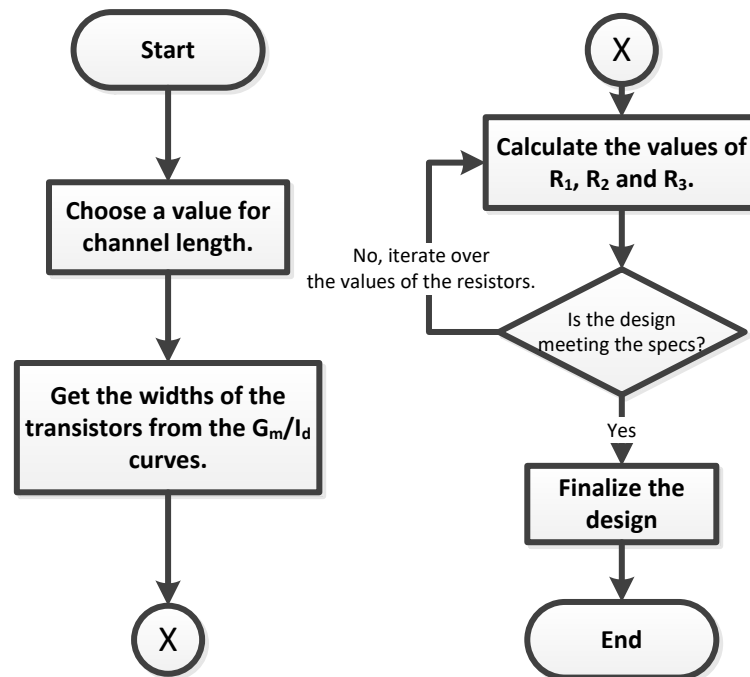 Start
Choose a value for
channel length.
Get the widths of the
transistors from the Gₘ/I_d
curves.
X
X
Calculate the values of
R₁, R₂ and R₃.
No, iterate over
the values of the resistors.
Is the design
meeting the specs?
Yes
Finalize the
design
End